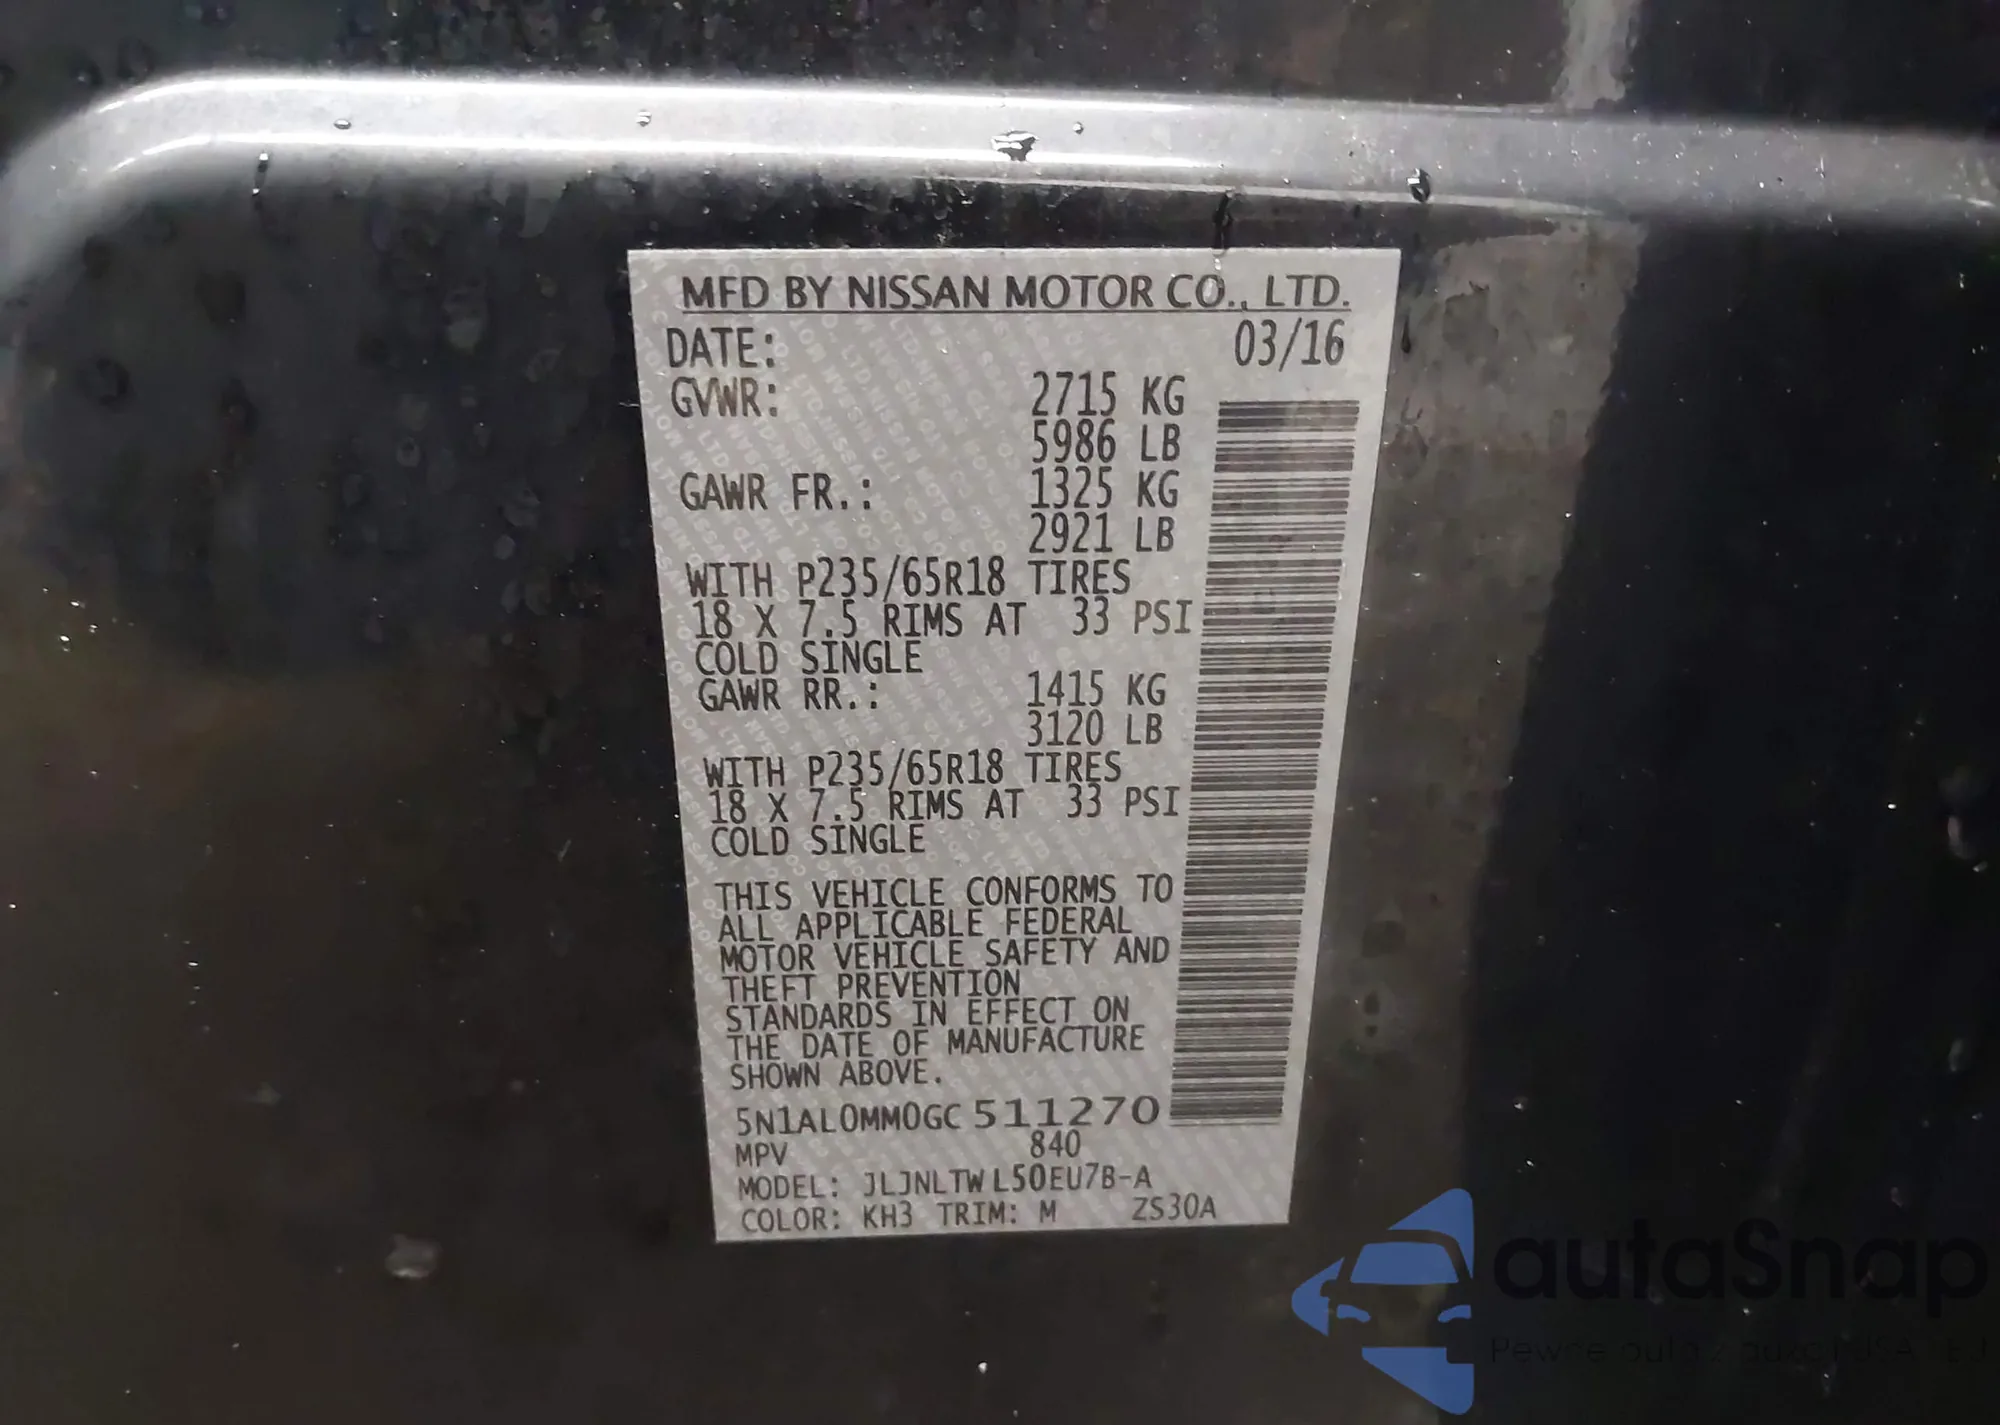 MFD BY NISSAN MOTOR CO., LTD.
DATE: 03/16
GVWR: 2715 KG
5986 LB
GAWR FR.: 1325 KG
2921 LB
WITH P235/65R18 TIRES
18 X 7.5 RIMS AT 33 PSI
COLD SINGLE
GAWR RR.: 1415 KG
3120 LB
WITH P235/65R18 TIRES
18 X 7.5 RIMS AT 33 PSI
COLD SINGLE
THIS VEHICLE CONFORMS TO
ALL APPLICABLE FEDERAL
MOTOR VEHICLE SAFETY AND
THEFT PREVENTION
STANDARDS IN EFFECT ON
THE DATE OF MANUFACTURE
SHOWN ABOVE.
5N1AL0MM0GC 511270
MPV 840
MODEL: JLJNLTW L50EU7B-A
COLOR: KH3 TRIM: M ZS30A
autaSnap
Pewne auta z